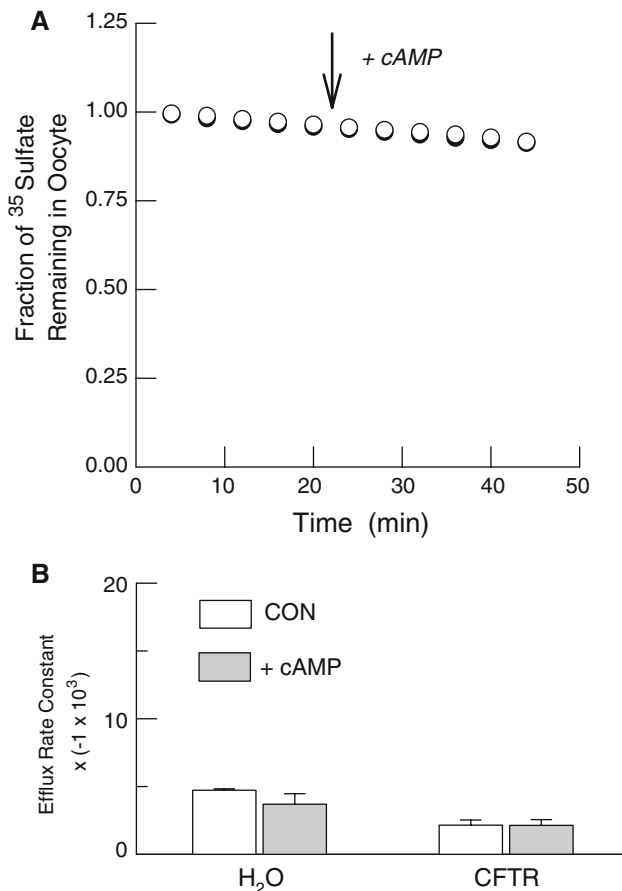 A
1.25
+ cAMP
1.00
0.75
0.50
0.25
0.00
Fraction of ³⁵ Sulfate
Remaining in Oocyte
0 10 20 30 40 50
Time (min)
B
20
10
0
CON
+ cAMP
Efflux Rate Constant
x (-1 x 10³)
H₂O CFTR